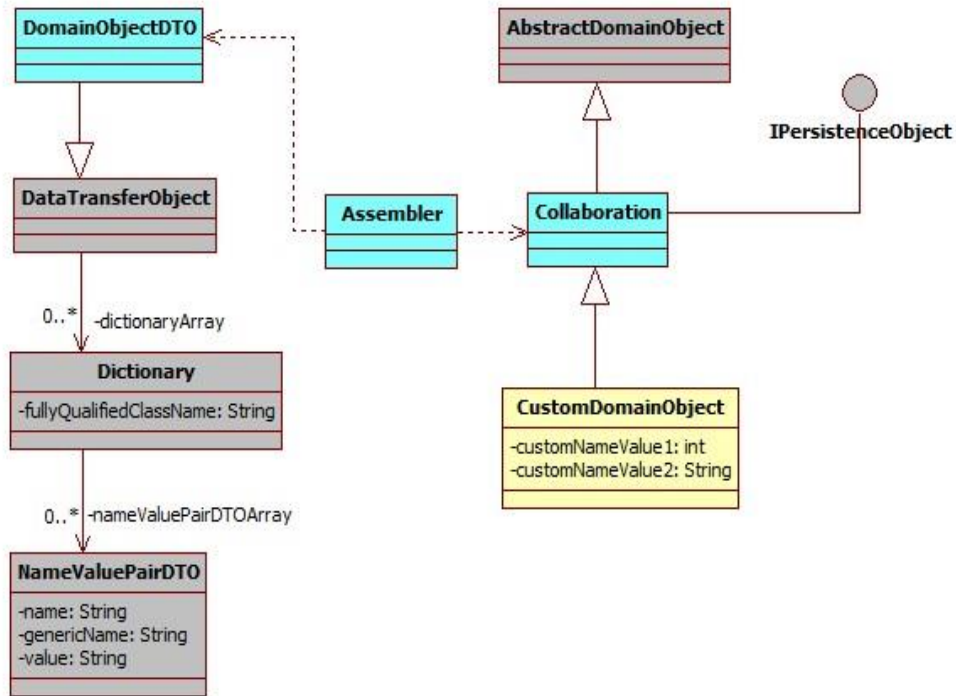 DomainObjectDTO
AbstractDomainObject
IPersistenceObject
DataTransferObject
Assembler
Collaboration
0..*
-dictionaryArray
Dictionary
-fullyQualifiedClassName: String
CustomDomainObject
-customNameValue1: int
-customNameValue2: String
0..*
-nameValuePairDTOArray
NameValuePairDTO
-name: String
-genericName: String
-value: String